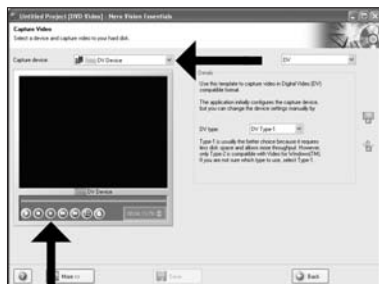 Untitled Project (DVD Video) - Nero Vision Essentials
Capture Video
Select a device and capture video to your hard disk.
Capture device:
DV Device
DV
Details
Use this template to capture video in Digital Video (DV)
compatible format.
The application initially configures the capture device,
but you can change the device settings manually by
DV type:
DV Type 1
Type 1 is usually the better choice because it requires
less disk space and allows more throughput. However,
only Type 2 is compatible with Video for Windows(TM).
If you are not sure which type to use, select Type 1.
DV Device
More >>
Save
Back